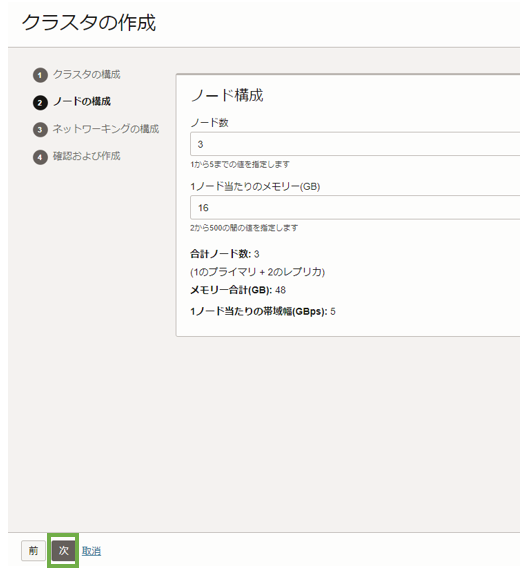 クラスタの作成
1 クラスタの構成
2 ノードの構成
3 ネットワーキングの構成
4 確認および作成
ノード構成
ノード数
3
1から5までの値を指定します
1ノード当たりのメモリー(GB)
16
2から500の間の値を指定します
合計ノード数: 3
(1のプライマリ + 2のレプリカ)
メモリー合計(GB): 48
1ノード当たりの帯域幅(GBps): 5
前 次 取消